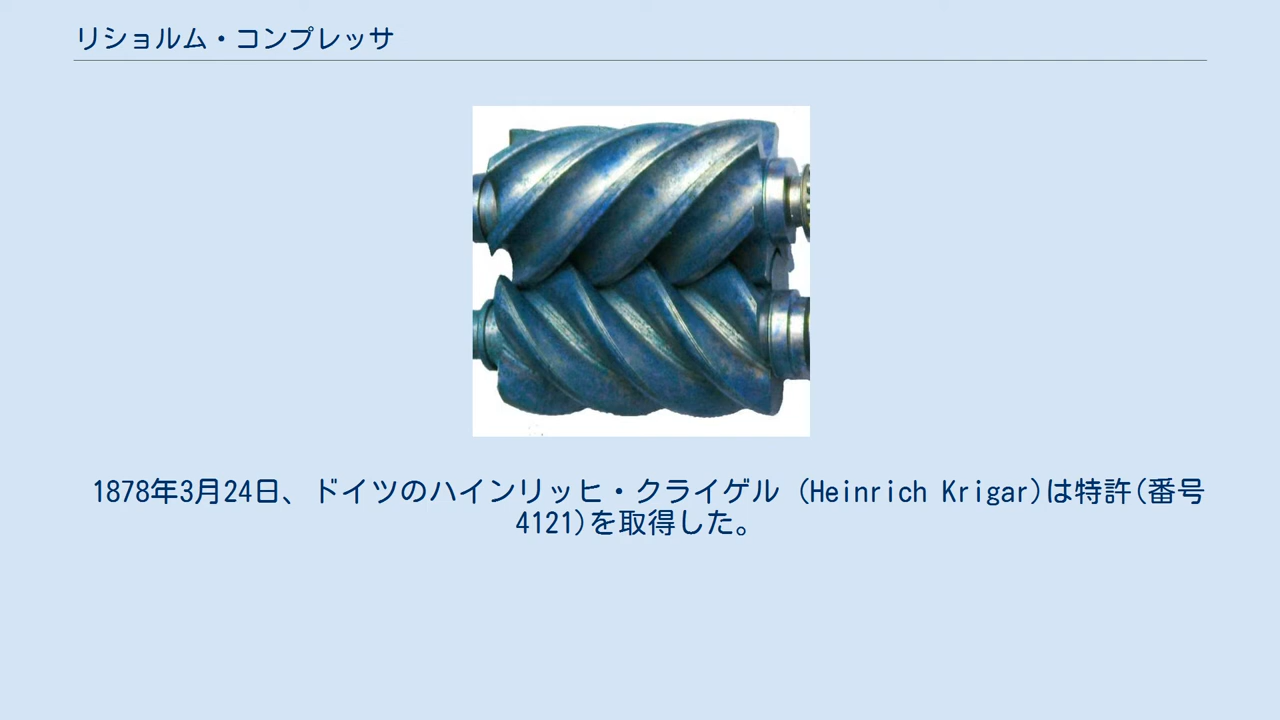 リショルム・コンプレッサ
1878年3月24日、ドイツのハインリッヒ・クライゲル (Heinrich Krigar)は特許(番号
4121)を取得した。